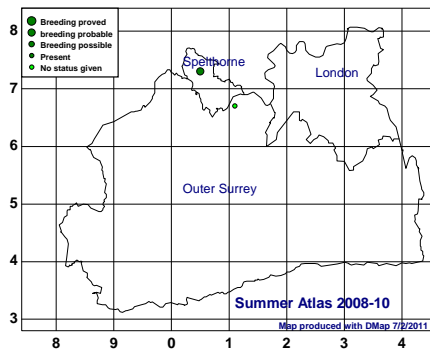 Breeding proved
breeding probable
Breeding possible
Present
No status given
8
7
6
5
4
3
Spelthorne
London
Outer Surrey
Summer Atlas 2008-10
Map produced with DMap 7/2/2011
8 9 0 1 2 3 4